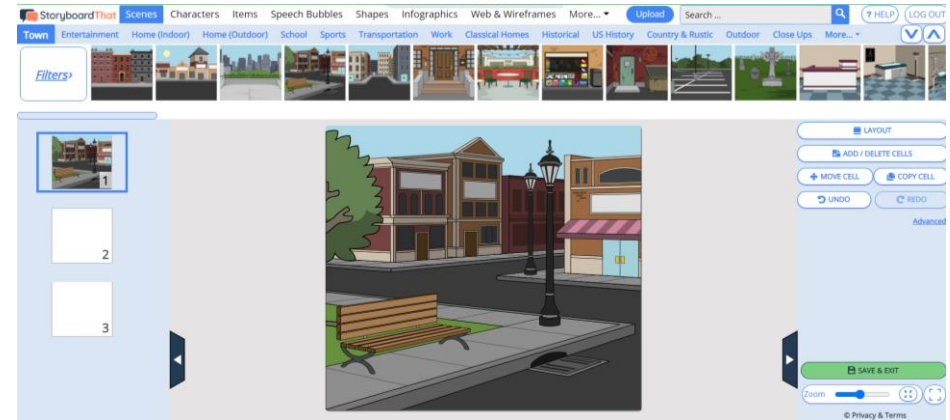 StoryboardThat Scenes Characters Items Speech Bubbles Shapes Infographics Web & Wireframes More... Upload Search ... ? HELP LOG OUT
Town Entertainment Home (Indoor) Home (Outdoor) School Sports Transportation Work Classical Homes Historical US History Country & Rustic Outdoor Close Ups More...
Filters
1
2
3
LAYOUT
ADD / DELETE CELLS
MOVE CELL COPY CELL
UNDO REDO
Advanced
SAVE & EXIT
Zoom
© Privacy & Terms